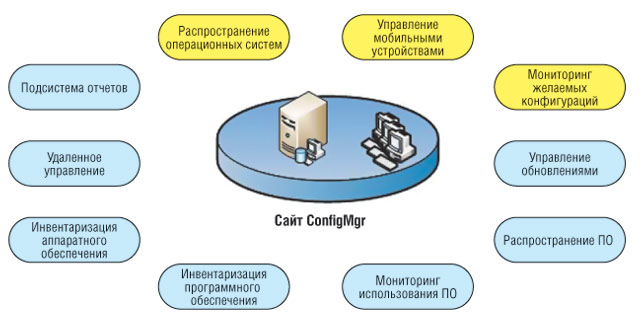 Распространение
операционных систем
Управление
мобильными
устройствами
Подсистема отчетов
Мониторинг
желаемых
конфигураций
Удаленное
управление
Управление
обновлениями
Сайт ConfigMgr
Инвентаризация
аппаратного
обеспечения
Распространение ПО
Инвентаризация
программного
обеспечения
Мониторинг
использования ПО